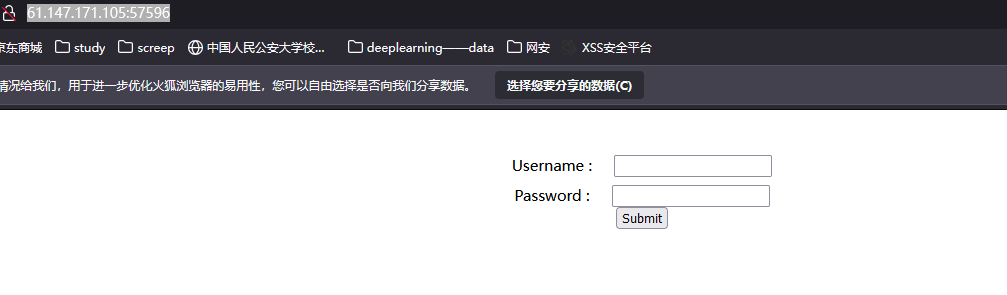 61.147.171.105:57596
京东商城 study screep 中国人民公安大学校... deeplearning——data 网安 XSS安全平台
情况给我们，用于进一步优化火狐浏览器的易用性，您可以自由选择是否向我们分享数据。 选择您要分享的数据(C)
Username :
Password :
Submit